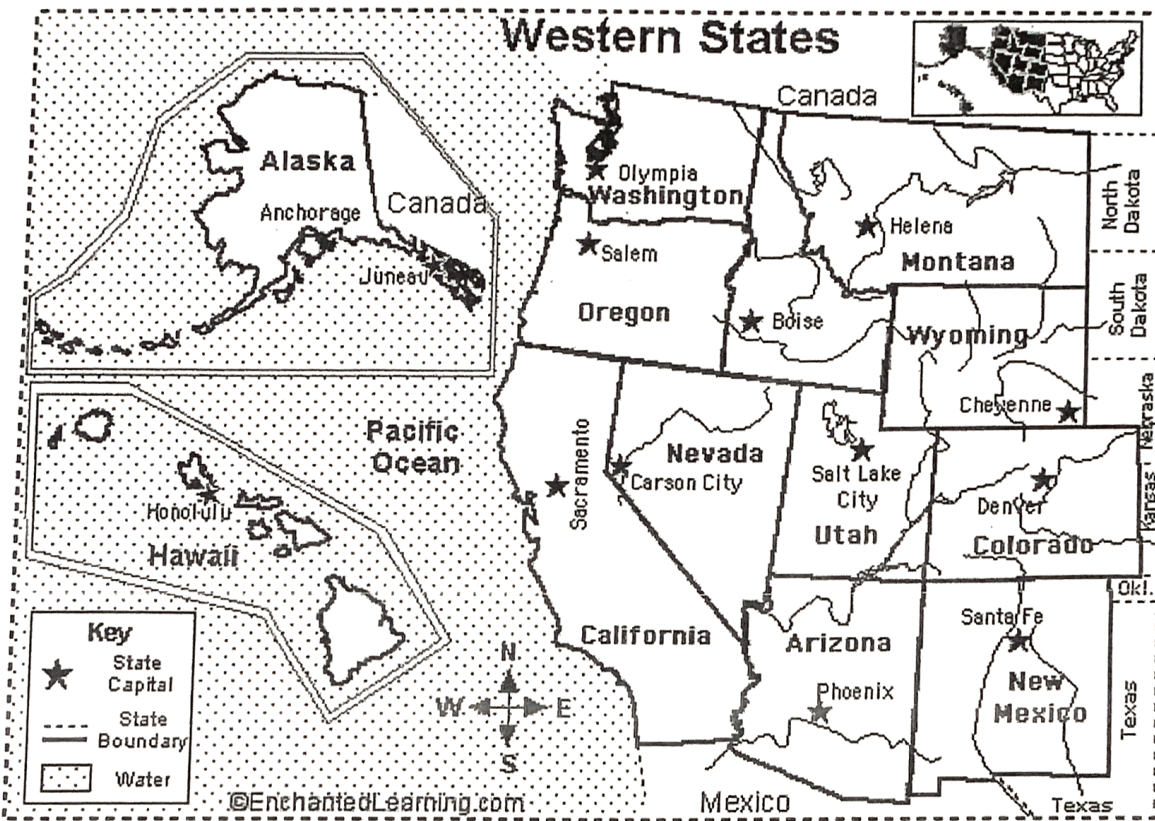 Western States
Canada
Alaska
Anchorage
Canada
Juneau
Olympia
Washington
Salem
Oregon
Helena
Montana
North
Dakota
South
Dakota
Boise
Wyoming
Cheyenne
Nebraska
Pacific
Ocean
Sacramento
Nevada
Carson City
Salt Lake
City
Utah
Denver
Colorado
Kansas
Okl.
Honolulu
Hawaii
California
Arizona
Phoenix
Santa Fe
New
Mexico
Texas
Key
State
Capital
State
Boundary
Water
N
W E
S
©EnchantedLearning.com
Mexico
Texas